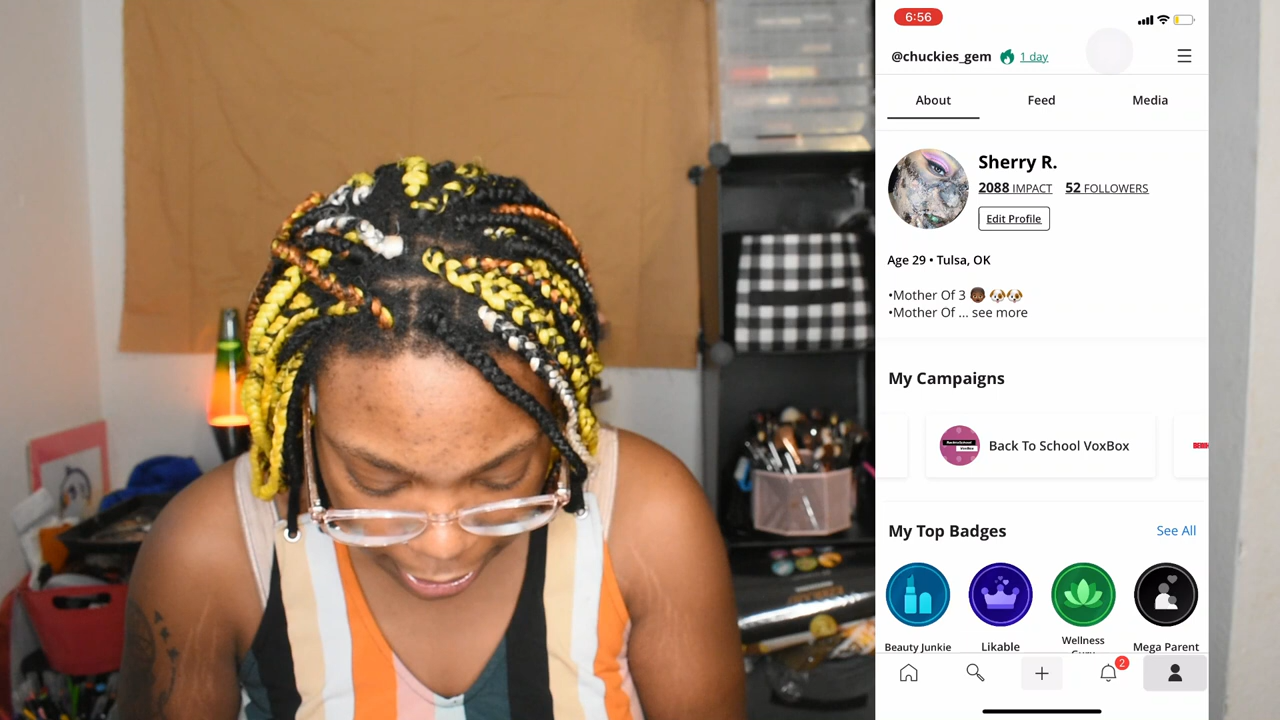 6:56
@chuckies_gem 1 day
About Feed Media
Sherry R.
2088 IMPACT 52 FOLLOWERS
Edit Profile
Age 29 • Tulsa, OK
•Mother Of 3
•Mother Of ... see more
My Campaigns
Back To School VoxBox
My Top Badges See All
Beauty Junkie Likable Wellness Mega Parent
2